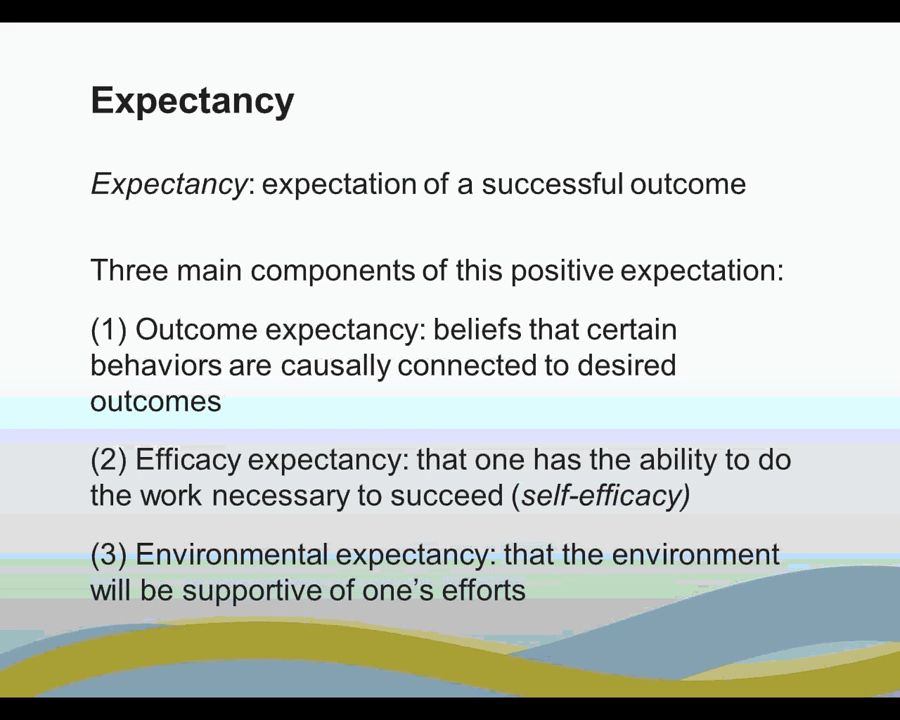 Expectancy
Expectancy: expectation of a successful outcome
Three main components of this positive expectation:
(1) Outcome expectancy: beliefs that certain
behaviors are causally connected to desired
outcomes
(2) Efficacy expectancy: that one has the ability to do
the work necessary to succeed (self-efficacy)
(3) Environmental expectancy: that the environment
will be supportive of one’s efforts